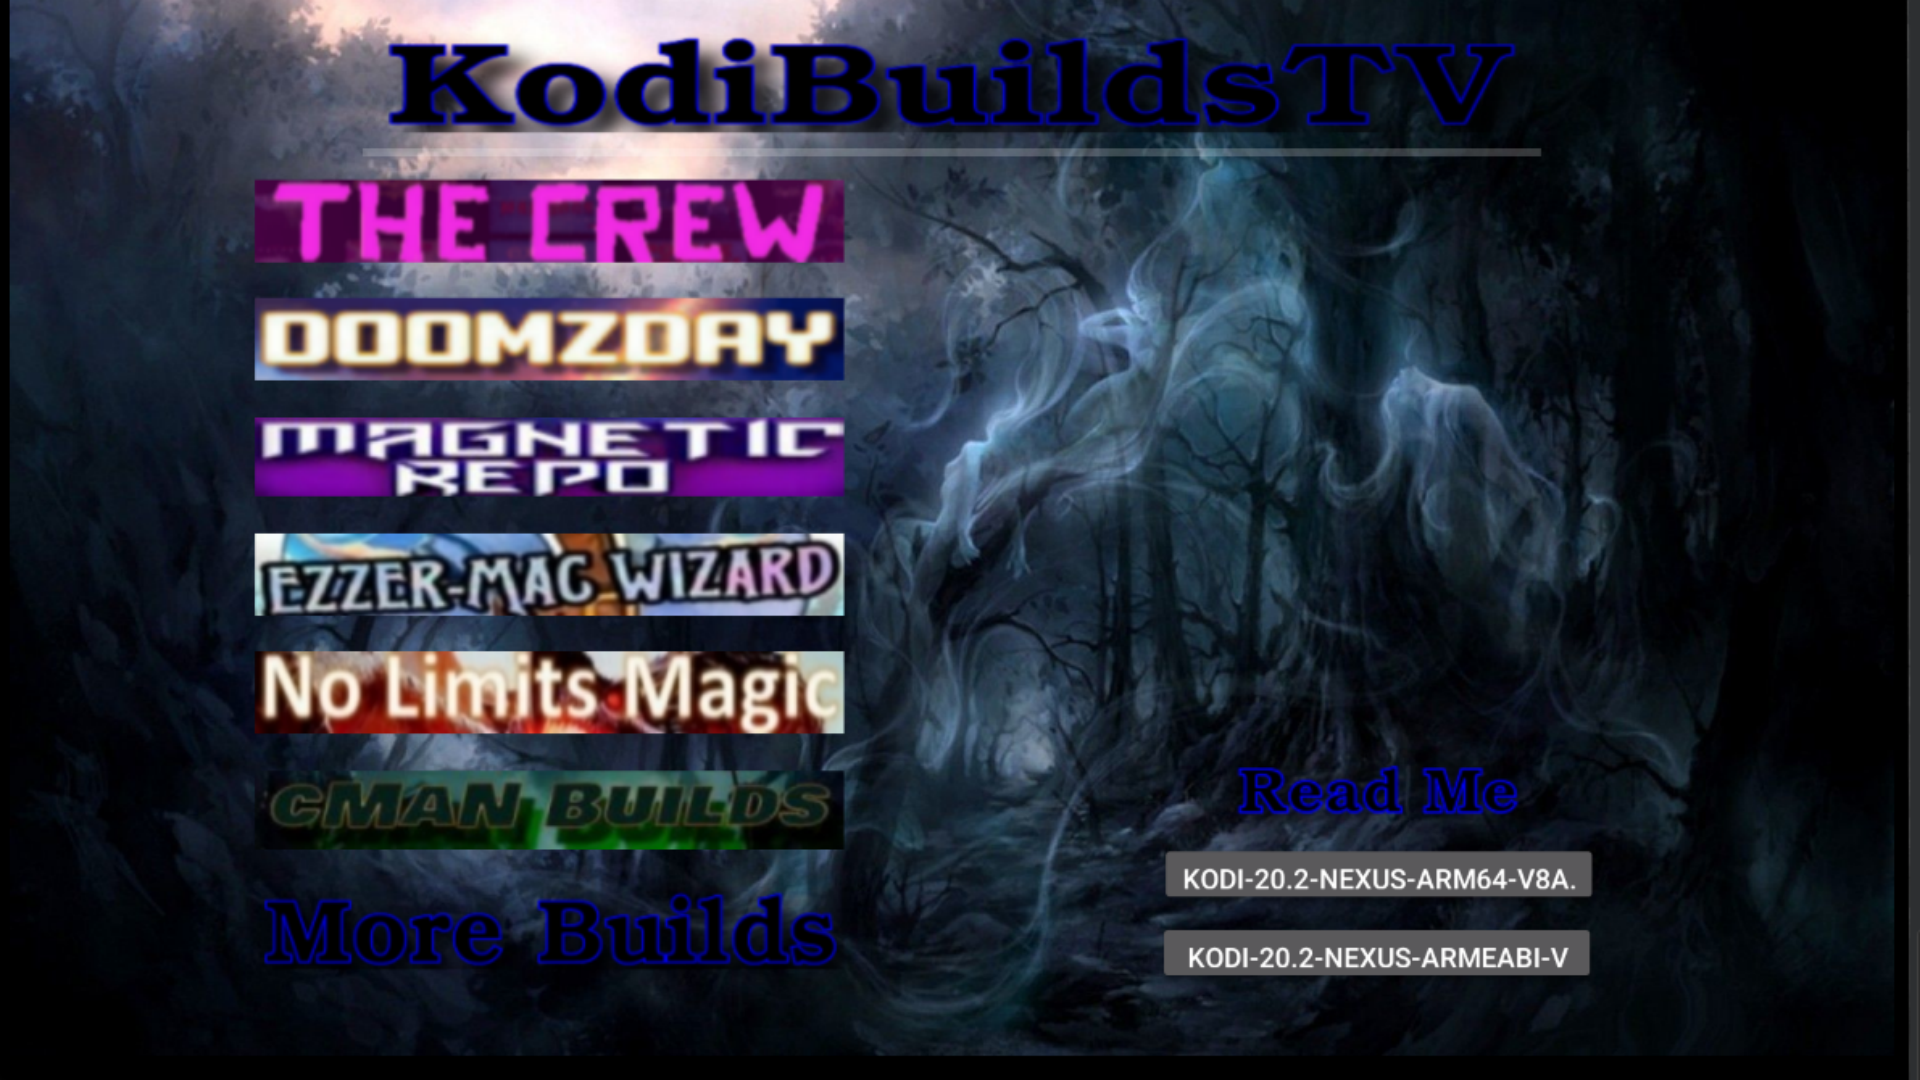 KodiBuildsTV
THE CREW
DOOMZDAY
MAGNETIC
REPO
EZZER-MAC WIZARD
No Limits Magic
CMAN BUILDS
More Builds
Read Me
KODI-20.2-NEXUS-ARM64-V8A.
KODI-20.2-NEXUS-ARMEABI-V